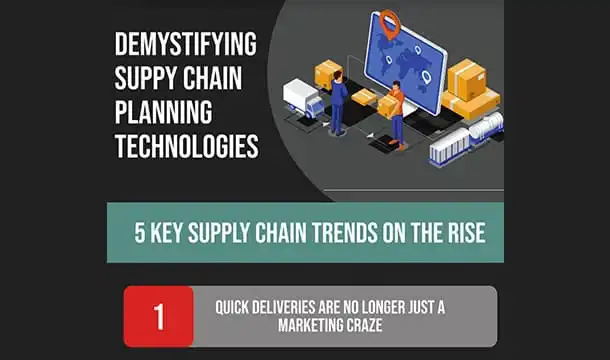 DEMYSTIFYING
SUPPY CHAIN
PLANNING
TECHNOLOGIES
5 KEY SUPPLY CHAIN TRENDS ON THE RISE
1
QUICK DELIVERIES ARE NO LONGER JUST A
MARKETING CRAZE